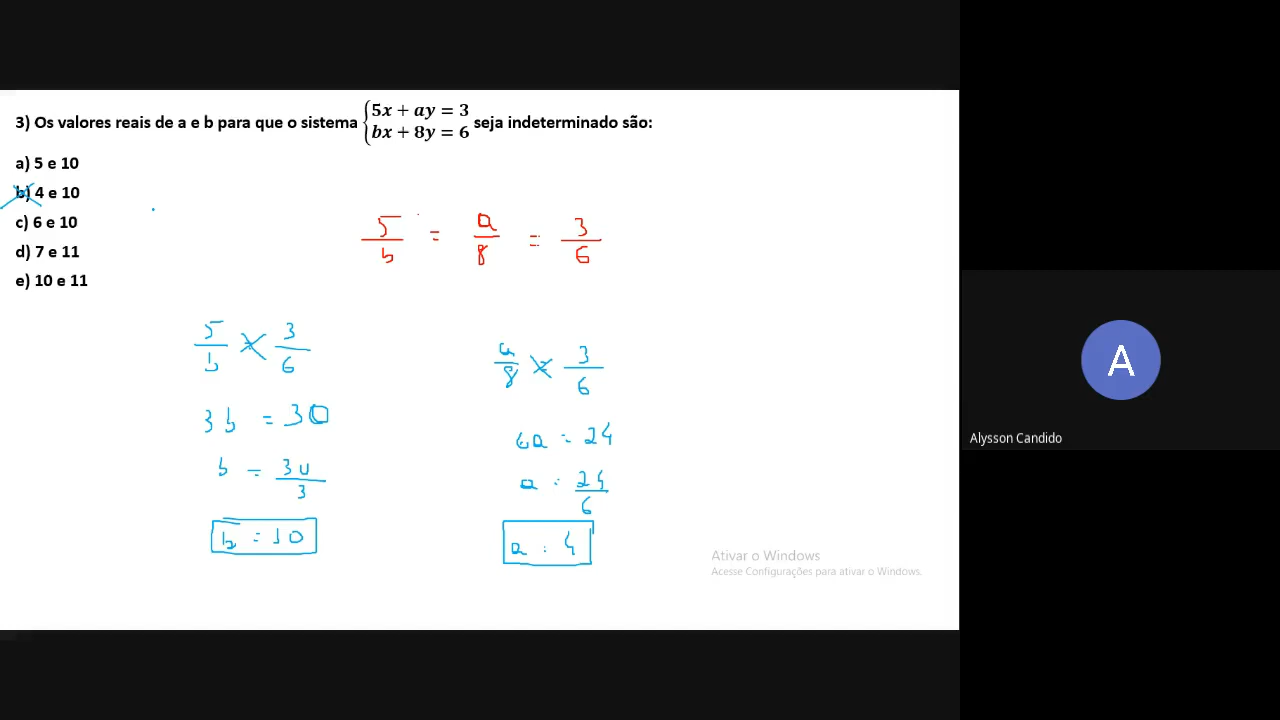 3) Os valores reais de a e b para que o sistema {5x + ay = 3 seja indeterminado são:
bx + 8y = 6
a) 5 e 10
b) 4 e 10
c) 6 e 10
d) 7 e 11
e) 10 e 11
5/b = a/8 = 3/6
5/b = 3/6
3b = 30
b = 30/3
b = 10
a/8 = 3/6
6a = 24
a = 24/6
a = 4
Ativar o Windows
Acesse Configurações para ativar o Windows.
A
Alysson Candido